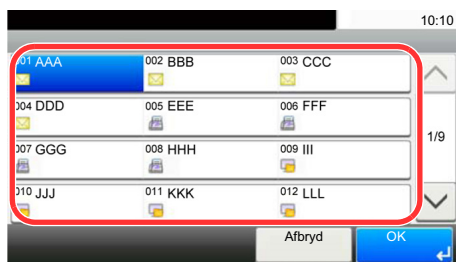 10:10
001 AAA 002 BBB 003 CCC
004 DDD 005 EEE 006 FFF
1/9
007 GGG 008 HHH 009 III
010 JJJ 011 KKK 012 LLL
Afbryd OK